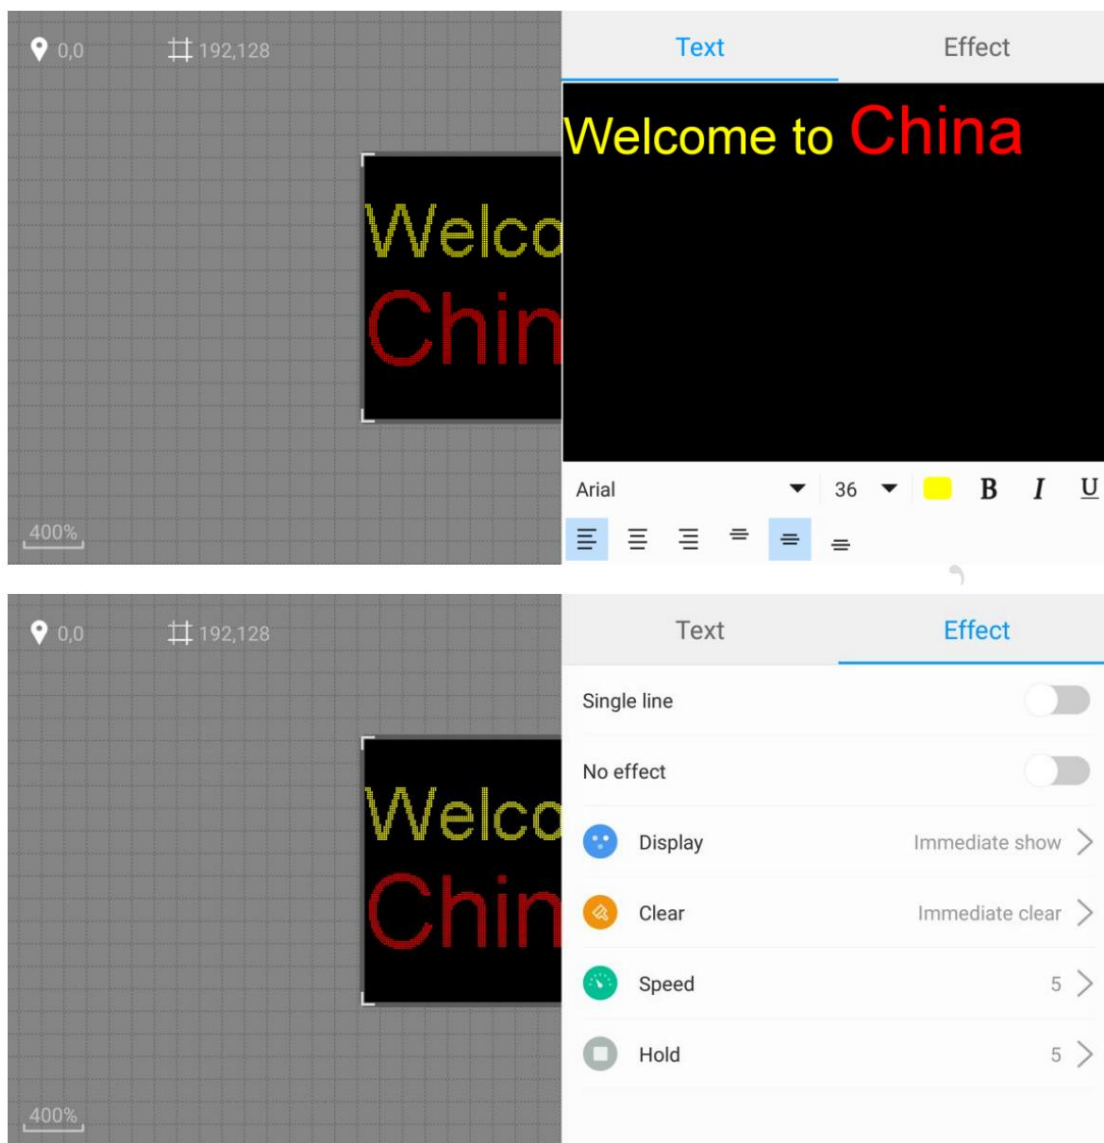 0,0 192,128
Text Effect
Welcome to China
Welco
Chin
Arial 36 B I U
400%
0,0 192,128
Text Effect
Single line
No effect
Welco
Chin
Display Immediate show
Clear Immediate clear
Speed 5
Hold 5
400%